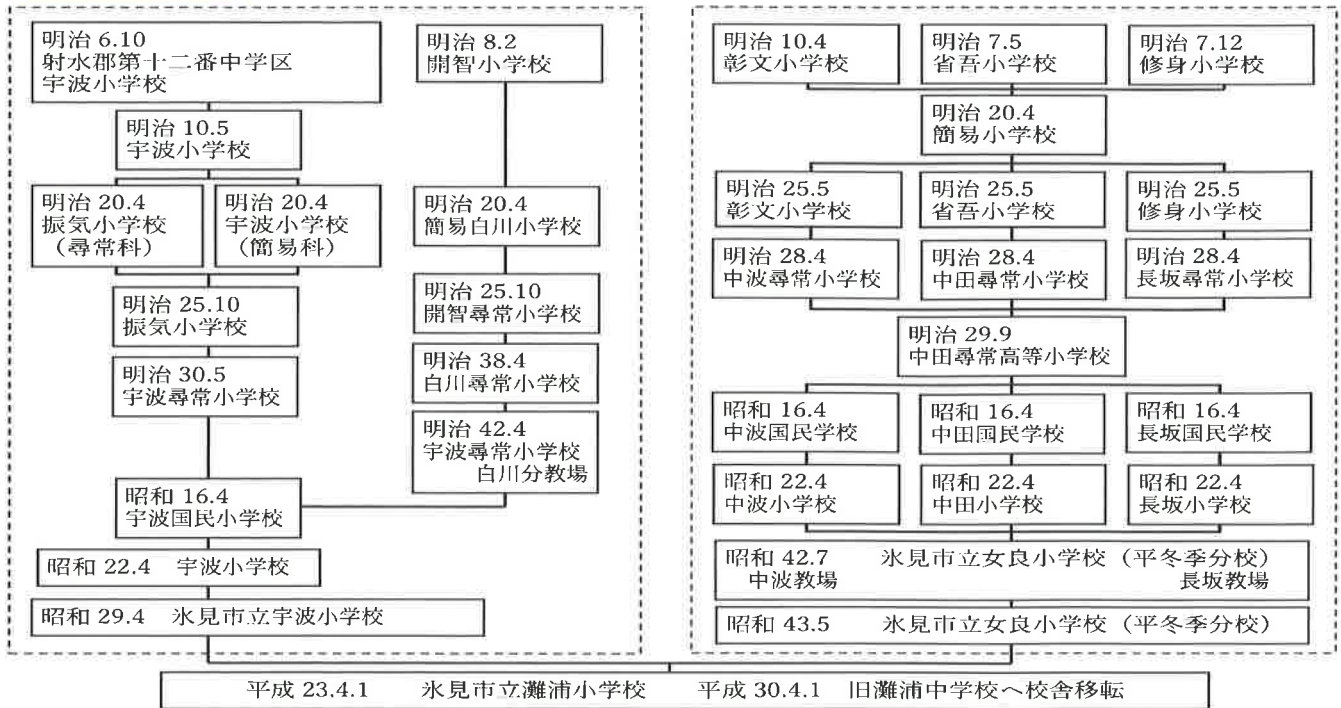 明治 6.10
射水郡第十二番中学区
宇波小学校
明治 10.5
宇波小学校
明治 20.4
振気小学校
(尋常科)
明治 20.4
宇波小学校
(簡易科)
明治 25.10
振気小学校
明治 30.5
宇波尋常小学校
明治 8.2
開智小学校
明治 20.4
簡易白川小学校
明治 25.10
開智尋常小学校
明治 38.4
白川尋常小学校
明治 42.4
宇波尋常小学校
白川分教場
昭和 16.4
宇波国民小学校
昭和 22.4 宇波小学校
昭和 29.4 氷見市立宇波小学校
明治 10.4
彰文小学校
明治 7.5
省吾小学校
明治 7.12
修身小学校
明治 20.4
簡易小学校
明治 25.5
彰文小学校
明治 25.5
省吾小学校
明治 25.5
修身小学校
明治 28.4
中波尋常小学校
明治 28.4
中田尋常小学校
明治 28.4
長坂尋常小学校
明治 29.9
中田尋常高等小学校
昭和 16.4
中波国民学校
昭和 16.4
中田国民学校
昭和 16.4
長坂国民学校
昭和 22.4
中波小学校
昭和 22.4
中田小学校
昭和 22.4
長坂小学校
昭和 42.7 氷見市立女良小学校 (平冬季分校)
中波教場 長坂教場
昭和 43.5 氷見市立女良小学校 (平冬季分校)
平成 23.4.1 氷見市立灘浦小学校 平成 30.4.1 旧灘浦中学校へ校舎移転